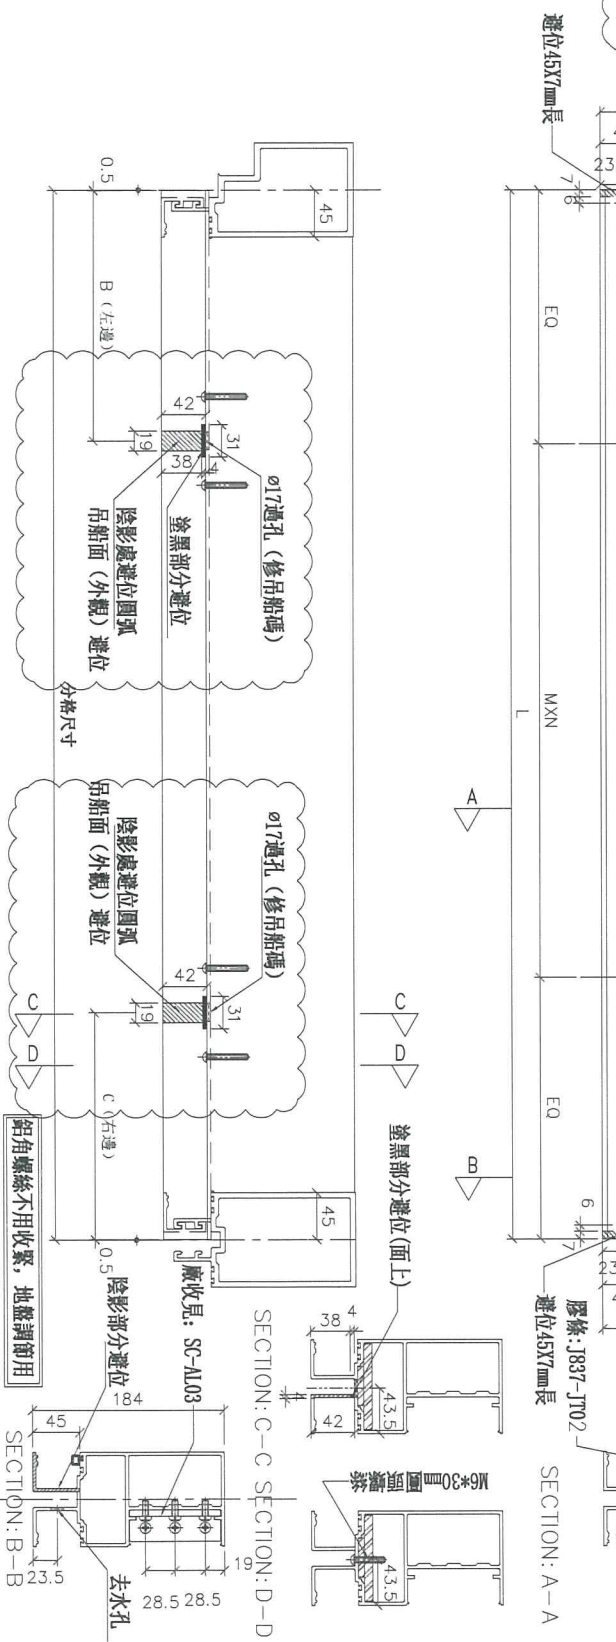 避位45X7mm長
23
7
6
EQ
MXN
L
EQ
A
B
6
7
23
避位45X7mm長
膠條:J837-JT02
SECTION: A-A
0.5
45
B (左邊)
42
19
38
4
31
ø17過孔 (修吊船碼)
塗黑部分避位
陰影處避位圓弧
吊船面 (外觀) 避位
分格尺寸
ø17過孔 (修吊船碼)
陰影處避位圓弧
吊船面 (外觀) 避位
42
19
31
C
D
C
D
C (右邊)
45
0.5
塗黑部分避位(面上)
38
4
42
4
43.5
SECTION: C-C
M6*30mm圓頭螺絲
43.5
SECTION: D-D
廠收見: SC-AL03
陰影部分避位
184
45
23.5
28.5
28.5
19
去水孔
SECTION: B-B
鋁角螺絲不用收緊, 地盤調節用